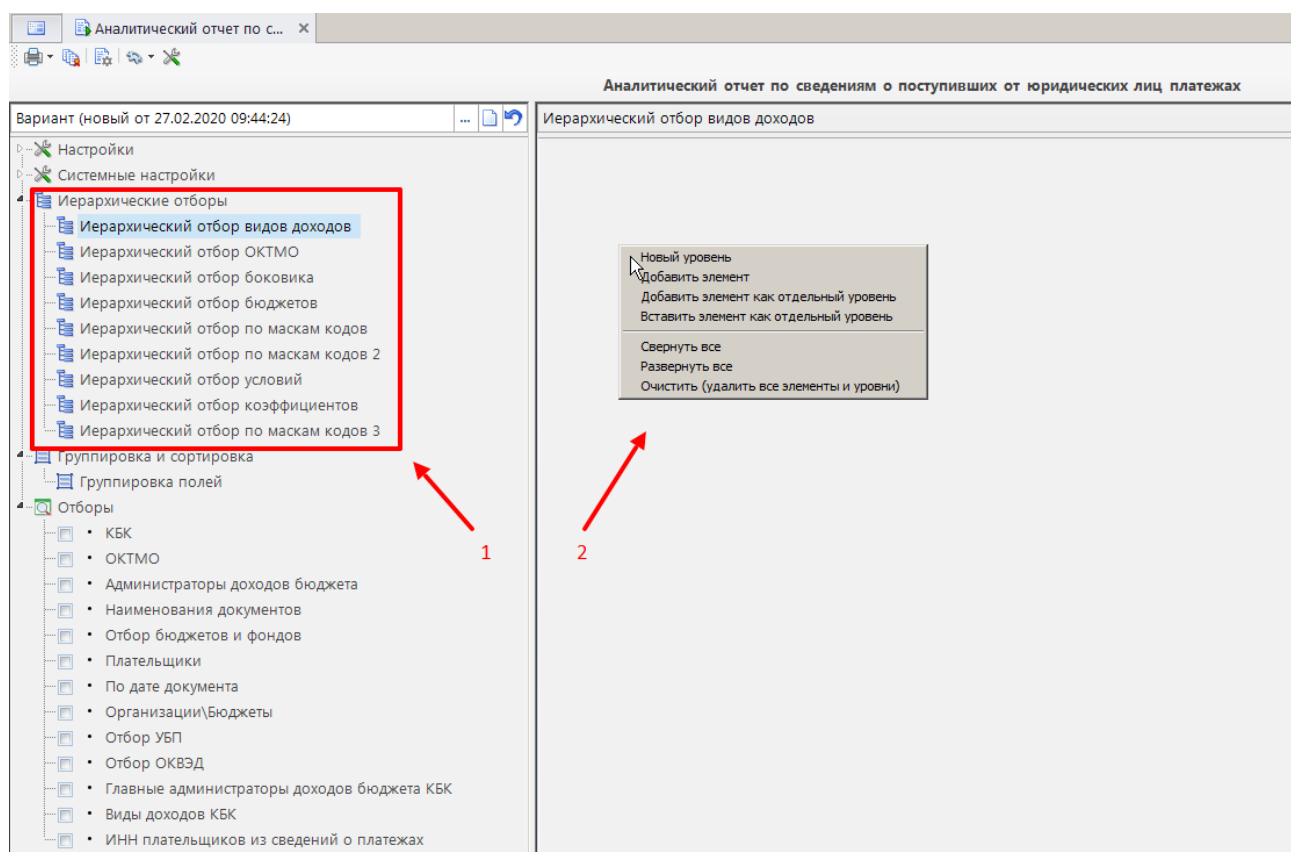 Аналитический отчет по с...
Аналитический отчет по сведениям о поступивших от юридических лиц платежах
Вариант (новый от 27.02.2020 09:44:24)
...
Иерархический отбор видов доходов
Настройки
Системные настройки
Иерархические отборы
Иерархический отбор видов доходов
Иерархический отбор ОКТМО
Иерархический отбор боковика
Иерархический отбор бюджетов
Иерархический отбор по маскам кодов
Иерархический отбор по маскам кодов 2
Иерархический отбор условий
Иерархический отбор коэффициентов
Иерархический отбор по маскам кодов 3
Группировка и сортировка
Группировка полей
Отборы
КБК
ОКТМО
Администраторы доходов бюджета
Наименования документов
Отбор бюджетов и фондов
Плательщики
По дате документа
Организации\Бюджеты
Отбор УБП
Отбор ОКВЭД
Главные администраторы доходов бюджета КБК
Виды доходов КБК
ИНН плательщиков из сведений о платежах
1
Новый уровень
Добавить элемент
Добавить элемент как отдельный уровень
Вставить элемент как отдельный уровень
Свернуть все
Развернуть все
Очистить (удалить все элементы и уровни)
2